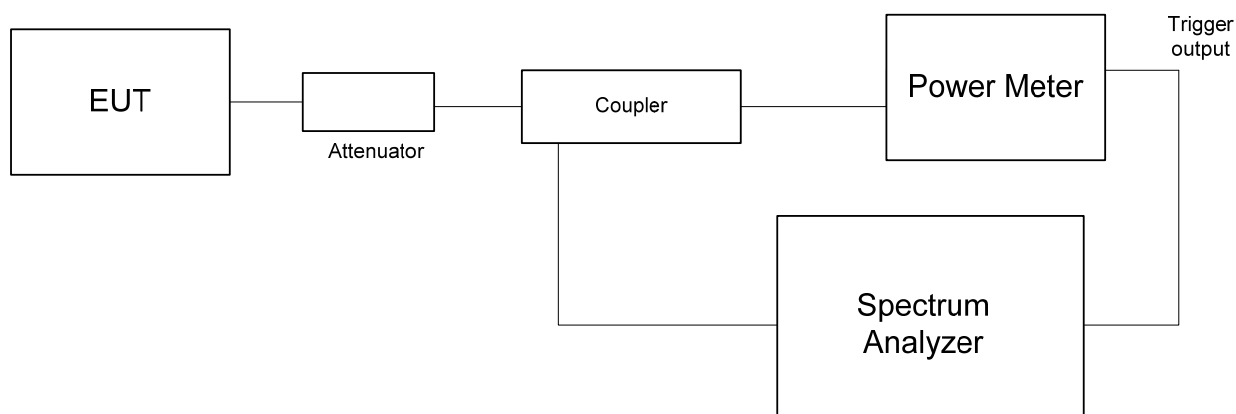 EUT
Attenuator
Coupler
Power Meter
Trigger
output
Spectrum
Analyzer